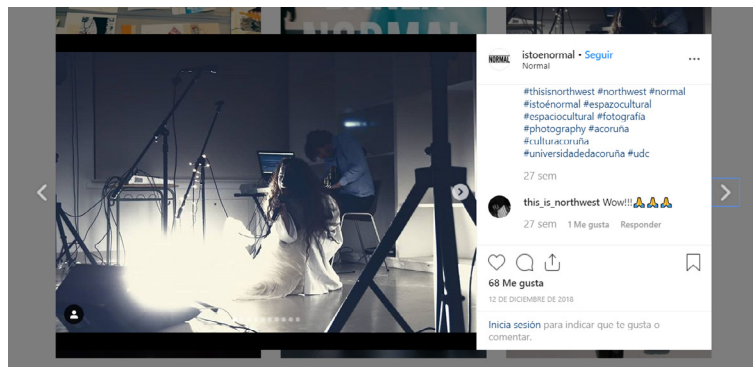 NORMAL
NORMAL
istoenormal • Seguir
Normal
#thisisnorthwest #northwest #normal
#istoénormal #espazocultural
#espaciocultural #fotografía
#photography #acoruña
#culturacoruña
#universidadedacoruña #udc
27 sem
this_is_northwest Wow!!!🙏🙏🙏
27 sem 1 Me gusta Responder
68 Me gusta
12 DE DICIEMBRE DE 2018
Inicia sesión para indicar que te gusta o
comentar.